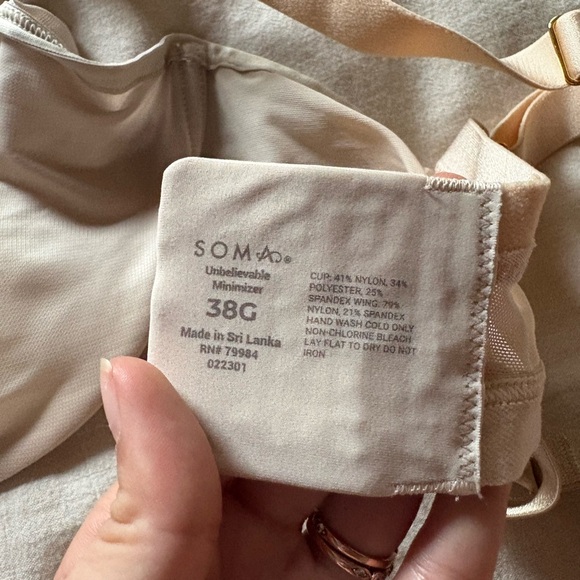 SOMA®
Unbelievable
Minimizer
38G
Made in Sri Lanka
RN# 79984
022301
CUP: 41% NYLON, 34%
POLYESTER, 25%
SPANDEX WING: 79%
NYLON, 21% SPANDEX
HAND WASH COLD ONLY
NON-CHLORINE BLEACH
LAY FLAT TO DRY DO NOT
IRON